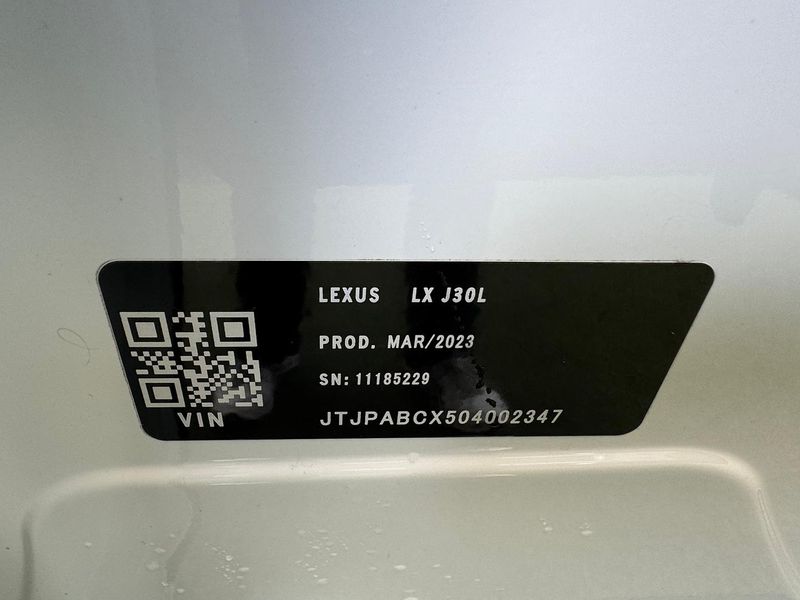 LEXUS LX J30L
PROD. MAR/2023
SN: 11185229
VIN JTJPABCX504002347